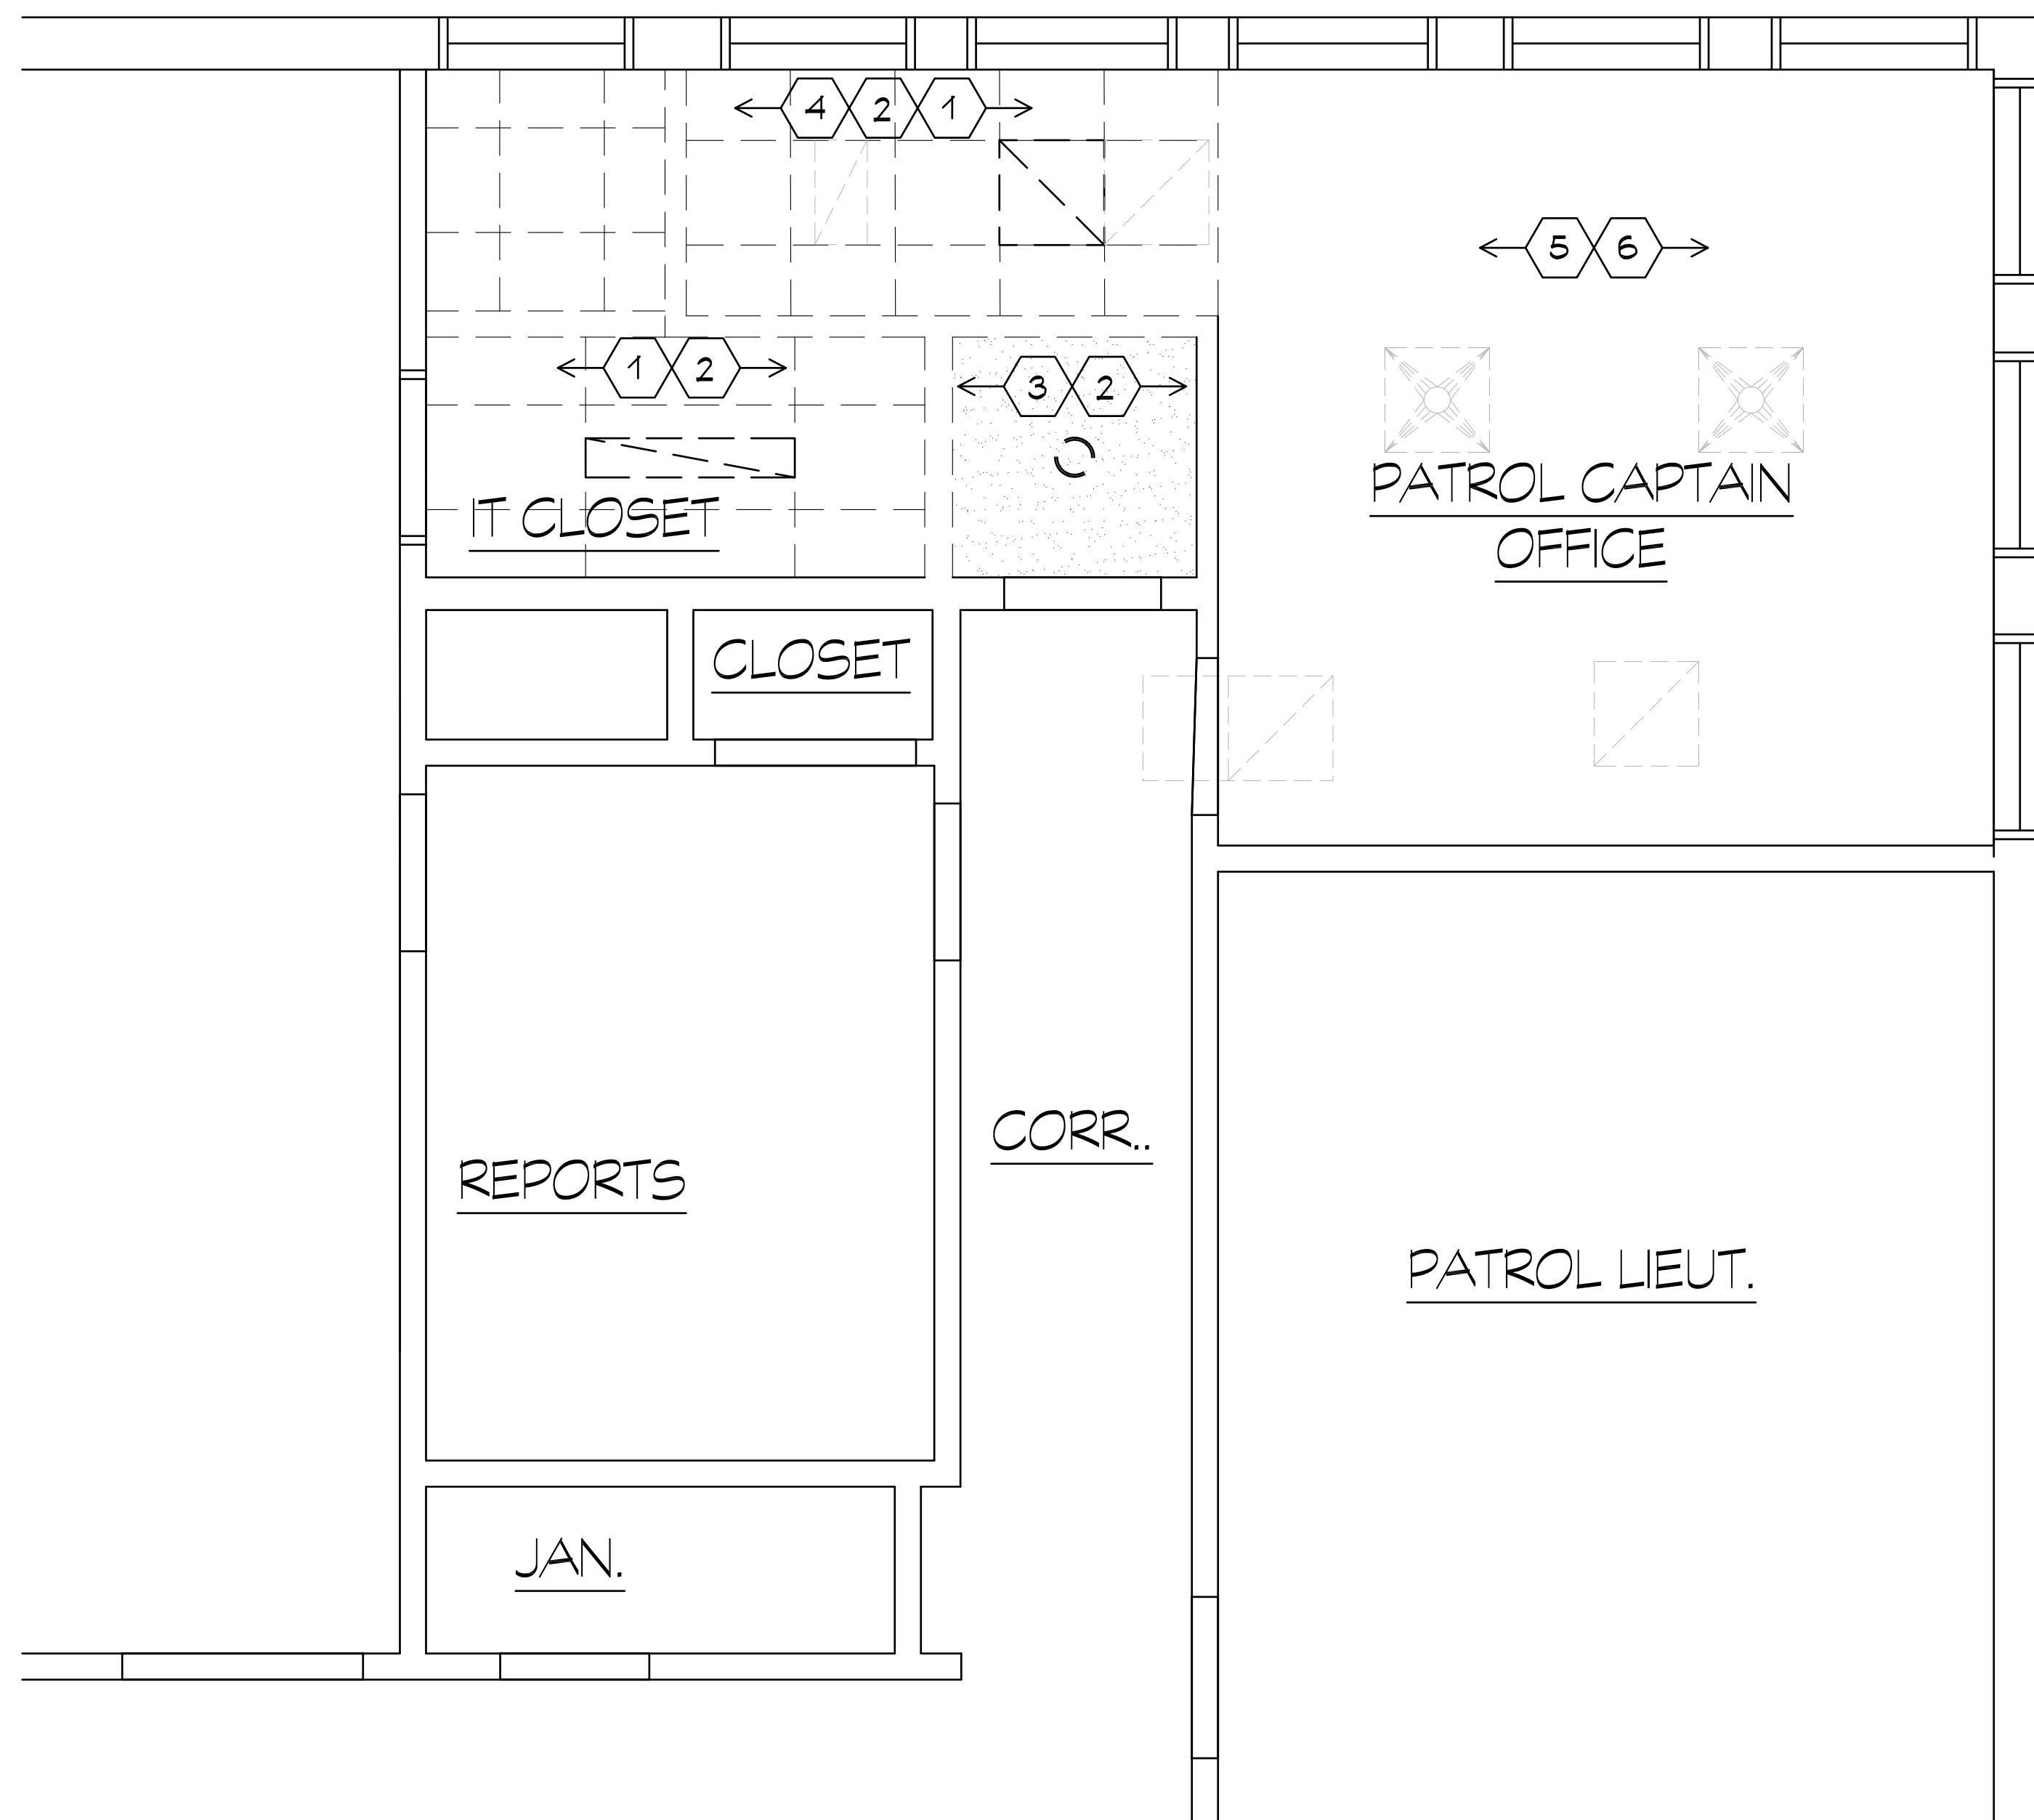 4 2 1
5 6
1 2
3 2
IT CLOSET
PATROL CAPTAIN
OFFICE
CLOSET
CORR..
REPORTS
PATROL LIEUT.
JAN.